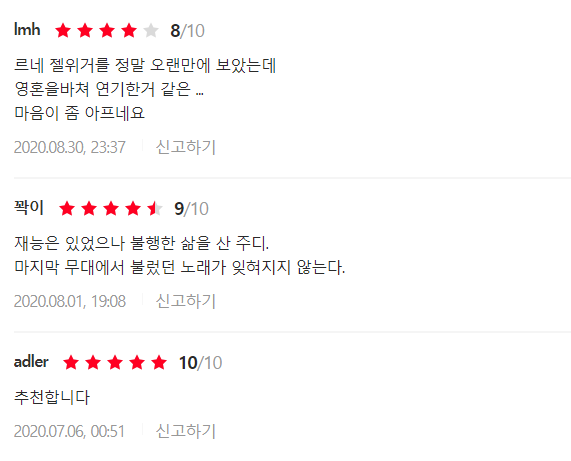 lmh 8/10
르네 젤위거를 정말 오랜만에 보았는데
영혼을바쳐 연기한거 같은 ...
마음이 좀 아프네요
2020.08.30, 23:37 신고하기
꽉이 9/10
재능은 있었으나 불행한 삶을 산 주디.
마지막 무대에서 불렀던 노래가 잊혀지지 않는다.
2020.08.01, 19:08 신고하기
adler 10/10
추천합니다
2020.07.06, 00:51 신고하기